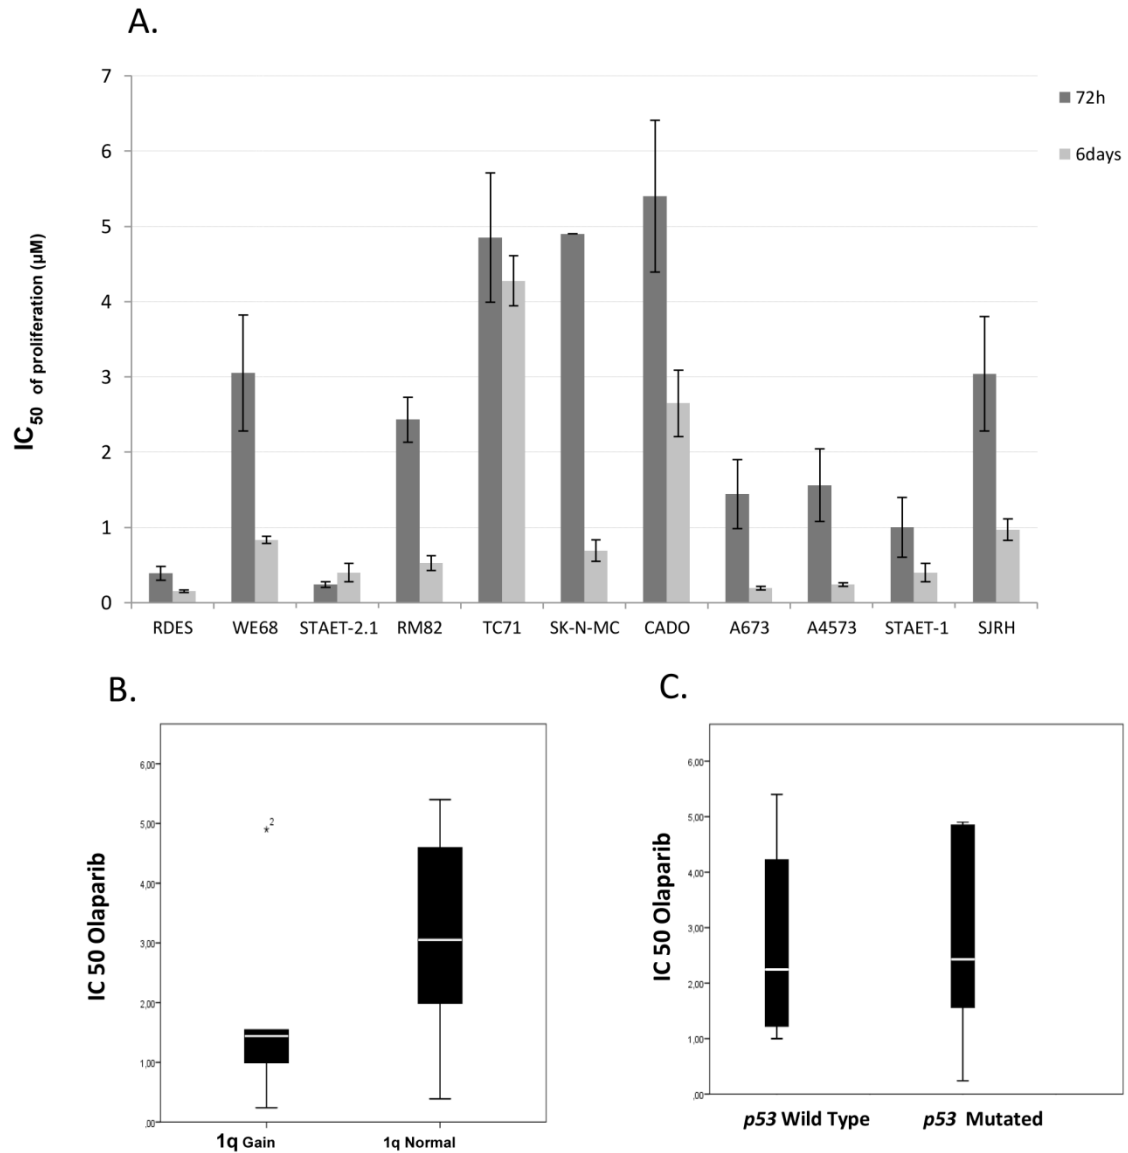 A.
7
6
5
4
3
2
1
0
IC50 of proliferation (µM)
72h
6days
RDES WE68 STAET-2.1 RM82 TC71 SK-N-MC CADO A673 A4573 STAET-1 SJRH
B.
IC 50 Olaparib
6,00
5,00
4,00
3,00
2,00
1,00
,00
*2
1q Gain 1q Normal
C.
IC 50 Olaparib
6,00
5,00
4,00
3,00
2,00
1,00
,00
p53 Wild Type p53 Mutated